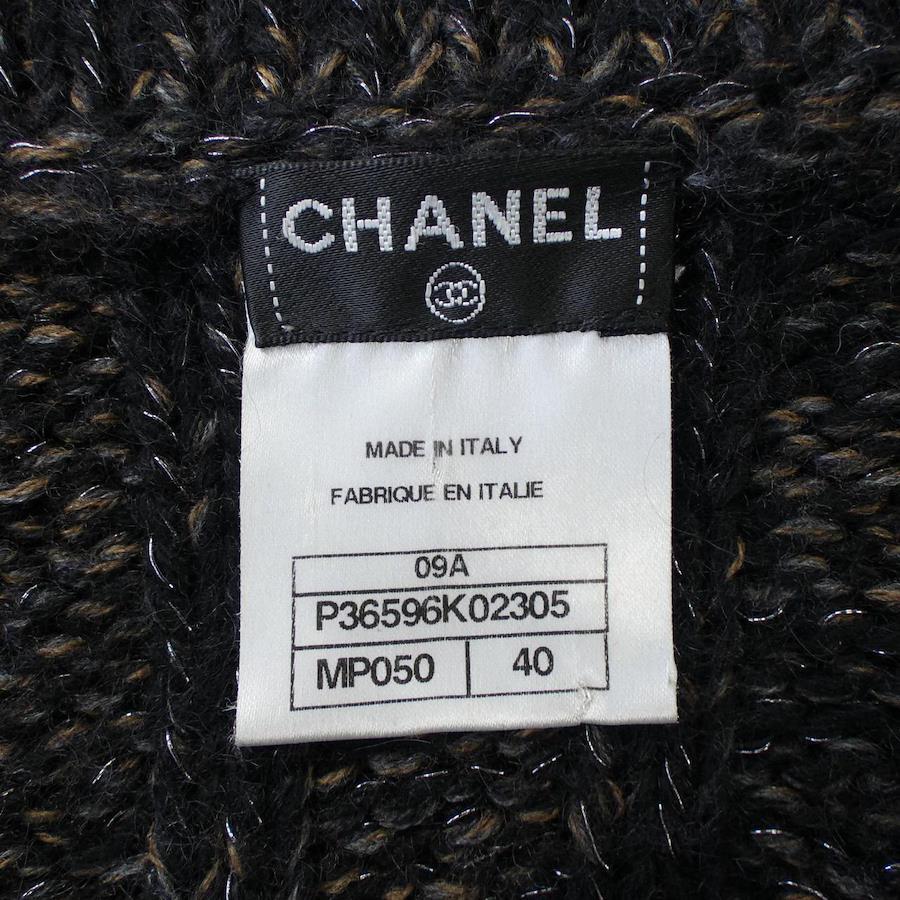 CHANEL
MADE IN ITALY
FABRIQUE EN ITALIE
09A
P36596K02305
MP050 40